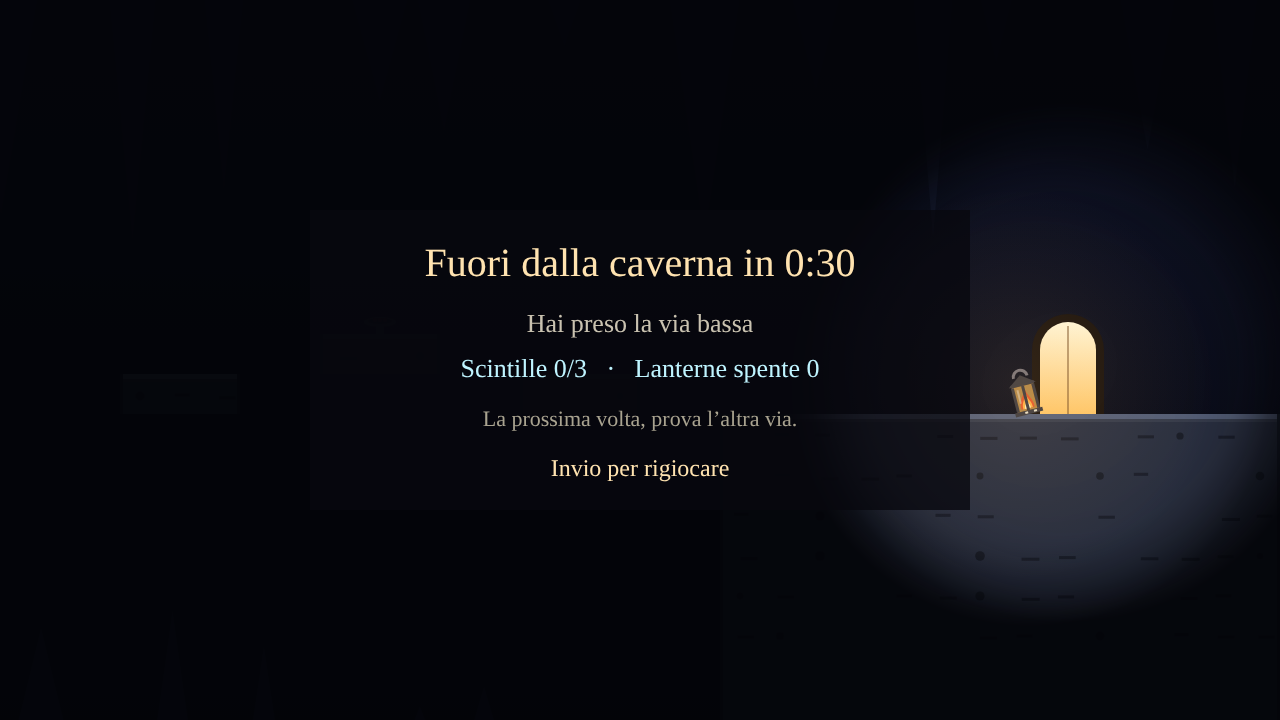 Fuori dalla caverna in 0:30
Hai preso la via bassa
Scintille 0/3 · Lanterne spente 0
La prossima volta, prova l’altra via.
Invio per rigiocare